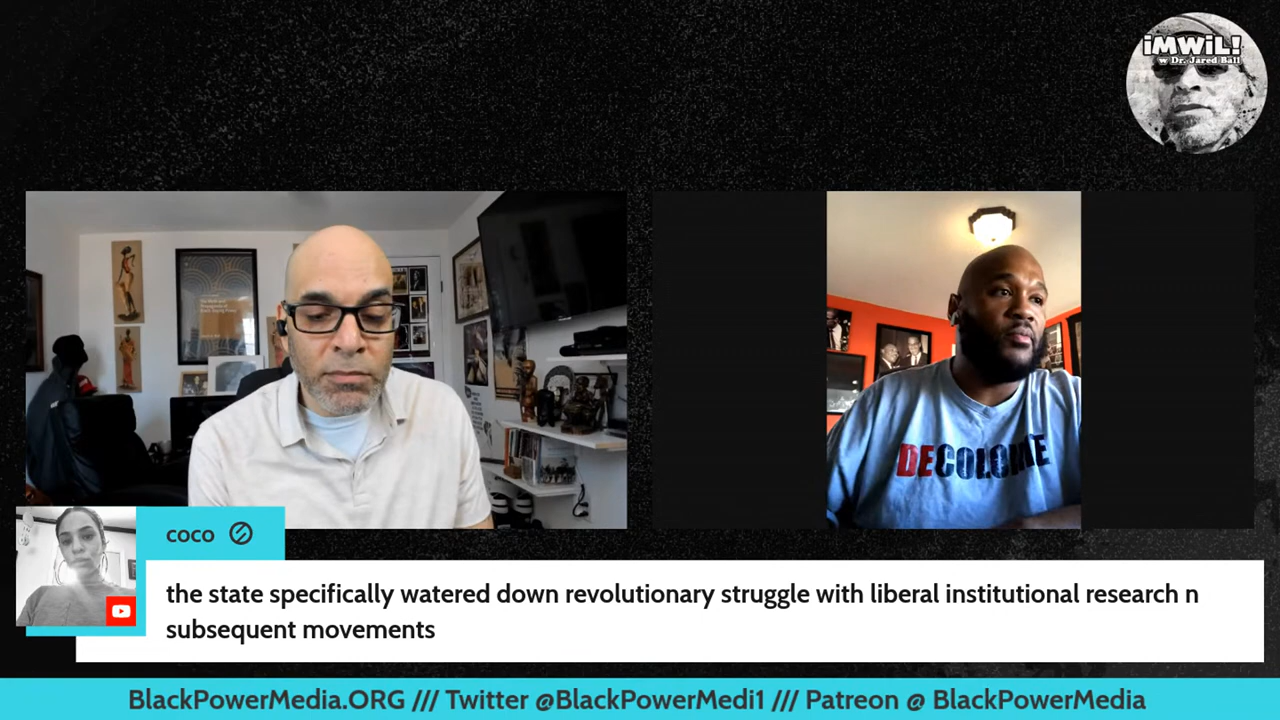 iMWiL!
w Dr. Jared Ball
DECOLONIZE
coco
the state specifically watered down revolutionary struggle with liberal institutional research n
subsequent movements
BlackPowerMedia.ORG /// Twitter @BlackPowerMedi1 /// Patreon @ BlackPowerMedia